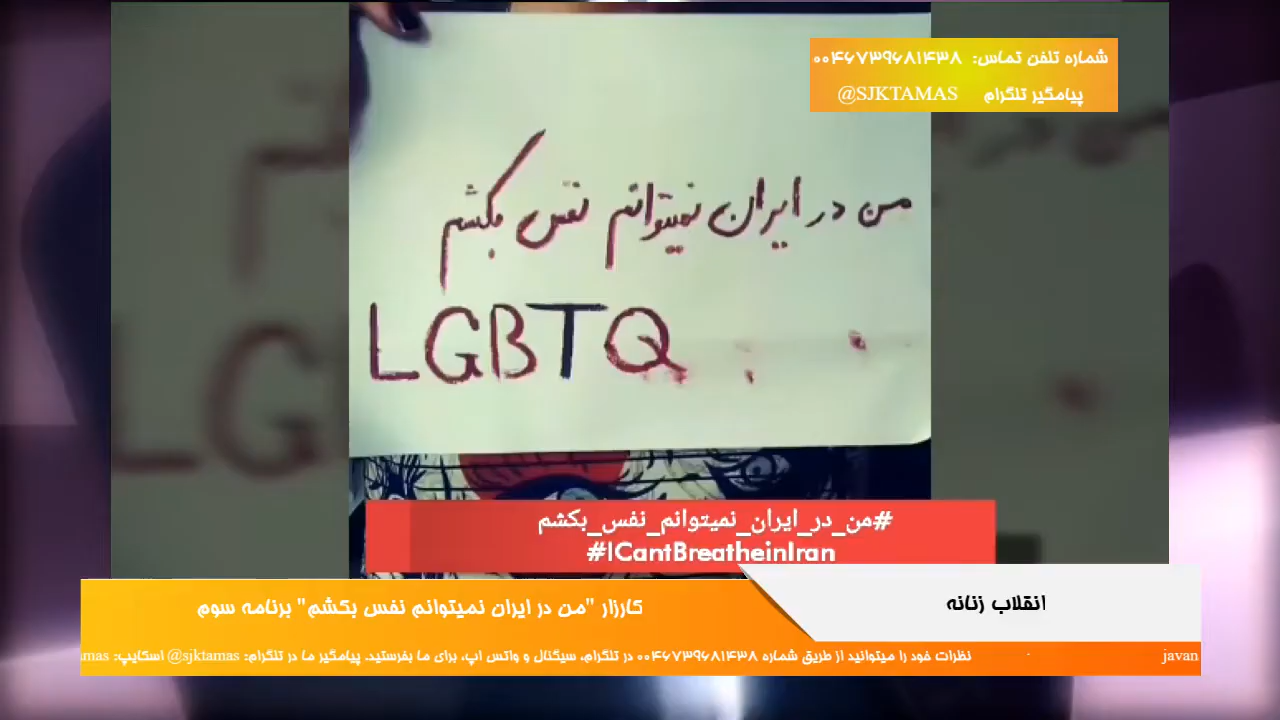 شماره تلفن تماس: ۰۰۴۶۷۳۹۶۸۱۴۳۸
پیامگیر تلگرام @SJKTAMAS
من در ایران نمیتوانم نفس بکشم
LGBTQ
#من_در_ایران_نمیتوانم_نفس_بکشم
#ICantBreatheinIran
انقلاب زنانه
کارزار "من در ایران نمیتوانم نفس بکشم" برنامه سوم
javan نظرات خود را میتوانید از طریق شماره ۰۰۴۶۷۳۹۶۸۱۴۳۸ در تلگرام، سیگنال و واتس اپ، برای ما بفرستید. پیامگیر ما در تلگرام: @sjktamas اسکایپ: amas